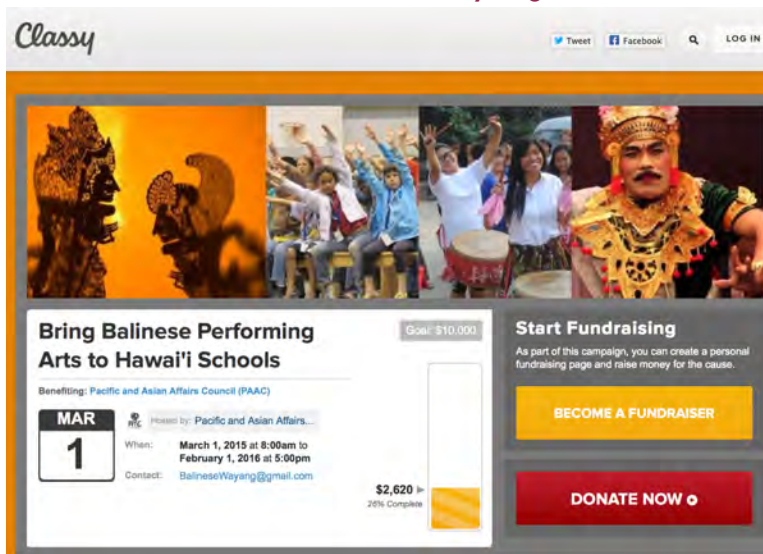 Classy
Tweet
Facebook
LOG IN
Bring Balinese Performing
Arts to Hawai'i Schools
Benefiting: Pacific and Asian Affairs Council (PAAC)
MAR
1
Hosted by: Pacific and Asian Affairs...
When: March 1, 2015 at 8:00am to
February 1, 2016 at 5:00pm
Contact: BalineseWayang@gmail.com
Goal: $10,000
$2,620
26% Complete
Start Fundraising
As part of this campaign, you can create a personal
fundraising page and raise money for the cause.
BECOME A FUNDRAISER
DONATE NOW